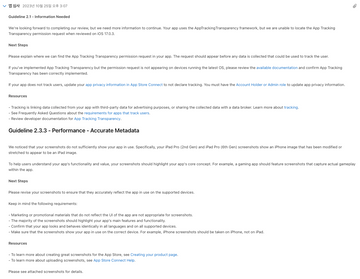 Guideline 2.1 - Information Needed
We're looking forward to completing our review, but we need more information to continue. Your app uses the AppTrackingTransparency framework, but we are unable to locate the App Tracking
Transparency permission request when reviewed on iOS 17.0.3.
Next Steps
Please explain where we can find the App Tracking Transparency permission request in your app. The request should appear before any data is collected that could be used to track the user.
If you've implemented App Tracking Transparency but the permission request is not appearing on devices running the latest OS, please review the available documentation and confirm App Tracking
Transparency has been correctly implemented.
If your app does not track users, update your app privacy information in App Store Connect to not declare tracking. You must have the Account Holder or Admin role to update app privacy information.
Resources
- Tracking is linking data collected from your app with third-party data for advertising purposes, or sharing the collected data with a data broker. Learn more about tracking.
- See Frequently Asked Questions about the requirements for apps that track users.
- Review developer documentation for App Tracking Transparency.
Guideline 2.3.3 - Performance - Accurate Metadata
We noticed that your screenshots do not sufficiently show your app in use. Specifically, your iPad Pro (2nd Gen) and iPad Pro (6th Gen) screenshots show an iPhone image that has been modified or
stretched to appear to be an iPad image.
To help users understand your app's functionality and value, your screenshots should highlight your app's core concept. For example, a gaming app should feature screenshots that capture actual gameplay
within the app.
Next Steps
Please revise your screenshots to ensure that they accurately reflect the app in use on the supported devices.
Keep in mind the following requirements:
- Marketing or promotional materials that do not reflect the UI of the app are not appropriate for screenshots.
- The majority of the screenshots should highlight your app's main features and functionality.
- Confirm that your app looks and behaves identically in all languages and on all supported devices.
- Make sure that the screenshots show your app in use on the correct device. For example, iPhone screenshots should be taken on iPhone, not on iPad.
Resources
- To learn more about creating great screenshots for the App Store, see Creating your product page.
- To learn more about uploading screenshots, see App Store Connect Help.
Please see attached screenshots for details.